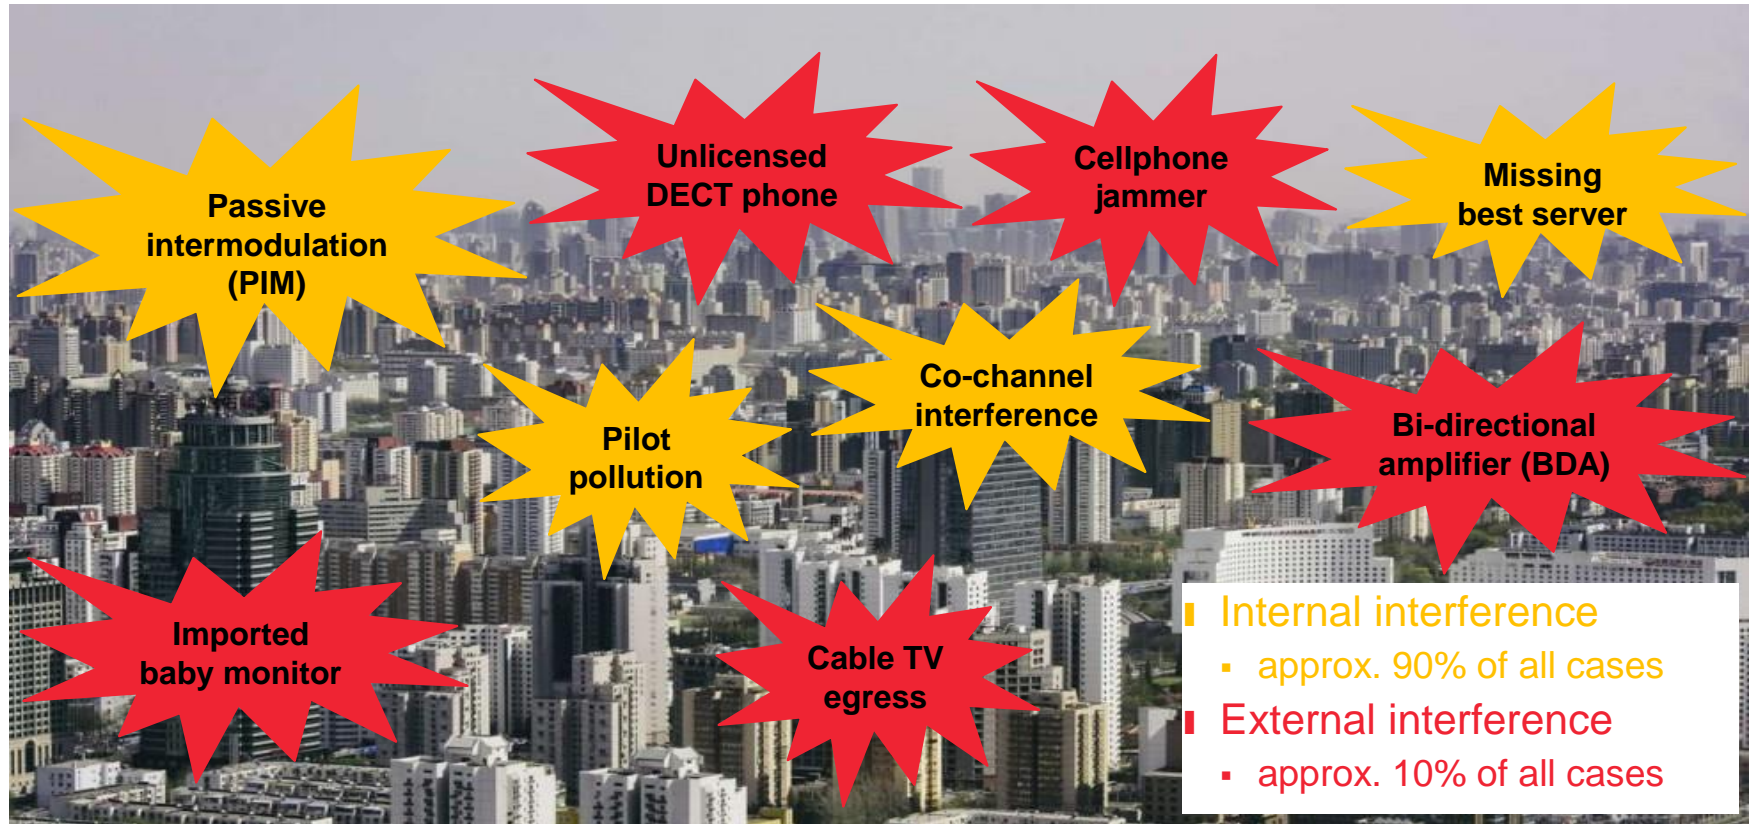 Passive
intermodulation
(PIM)
Unlicensed
DECT phone
Cellphone
jammer
Missing
best server
Pilot
pollution
Co-channel
interference
Bi-directional
amplifier (BDA)
Imported
baby monitor
Cable TV
egress
Internal interference
▪ approx. 90% of all cases
External interference
▪ approx. 10% of all cases